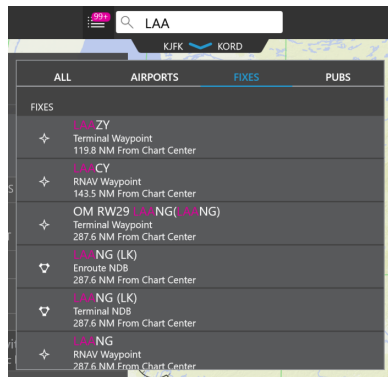 99+
LAA
KJFK KORD
ALL AIRPORTS FIXES PUBS
FIXES
LAAZY
Terminal Waypoint
119.8 NM From Chart Center
LAACY
RNAV Waypoint
143.5 NM From Chart Center
OM RW29 LAANG(LAANG)
Terminal Waypoint
287.6 NM From Chart Center
LAANG (LK)
Enroute NDB
287.6 NM From Chart Center
LAANG (LK)
Terminal NDB
287.6 NM From Chart Center
LAANG
RNAV Waypoint
287.6 NM From Chart Center